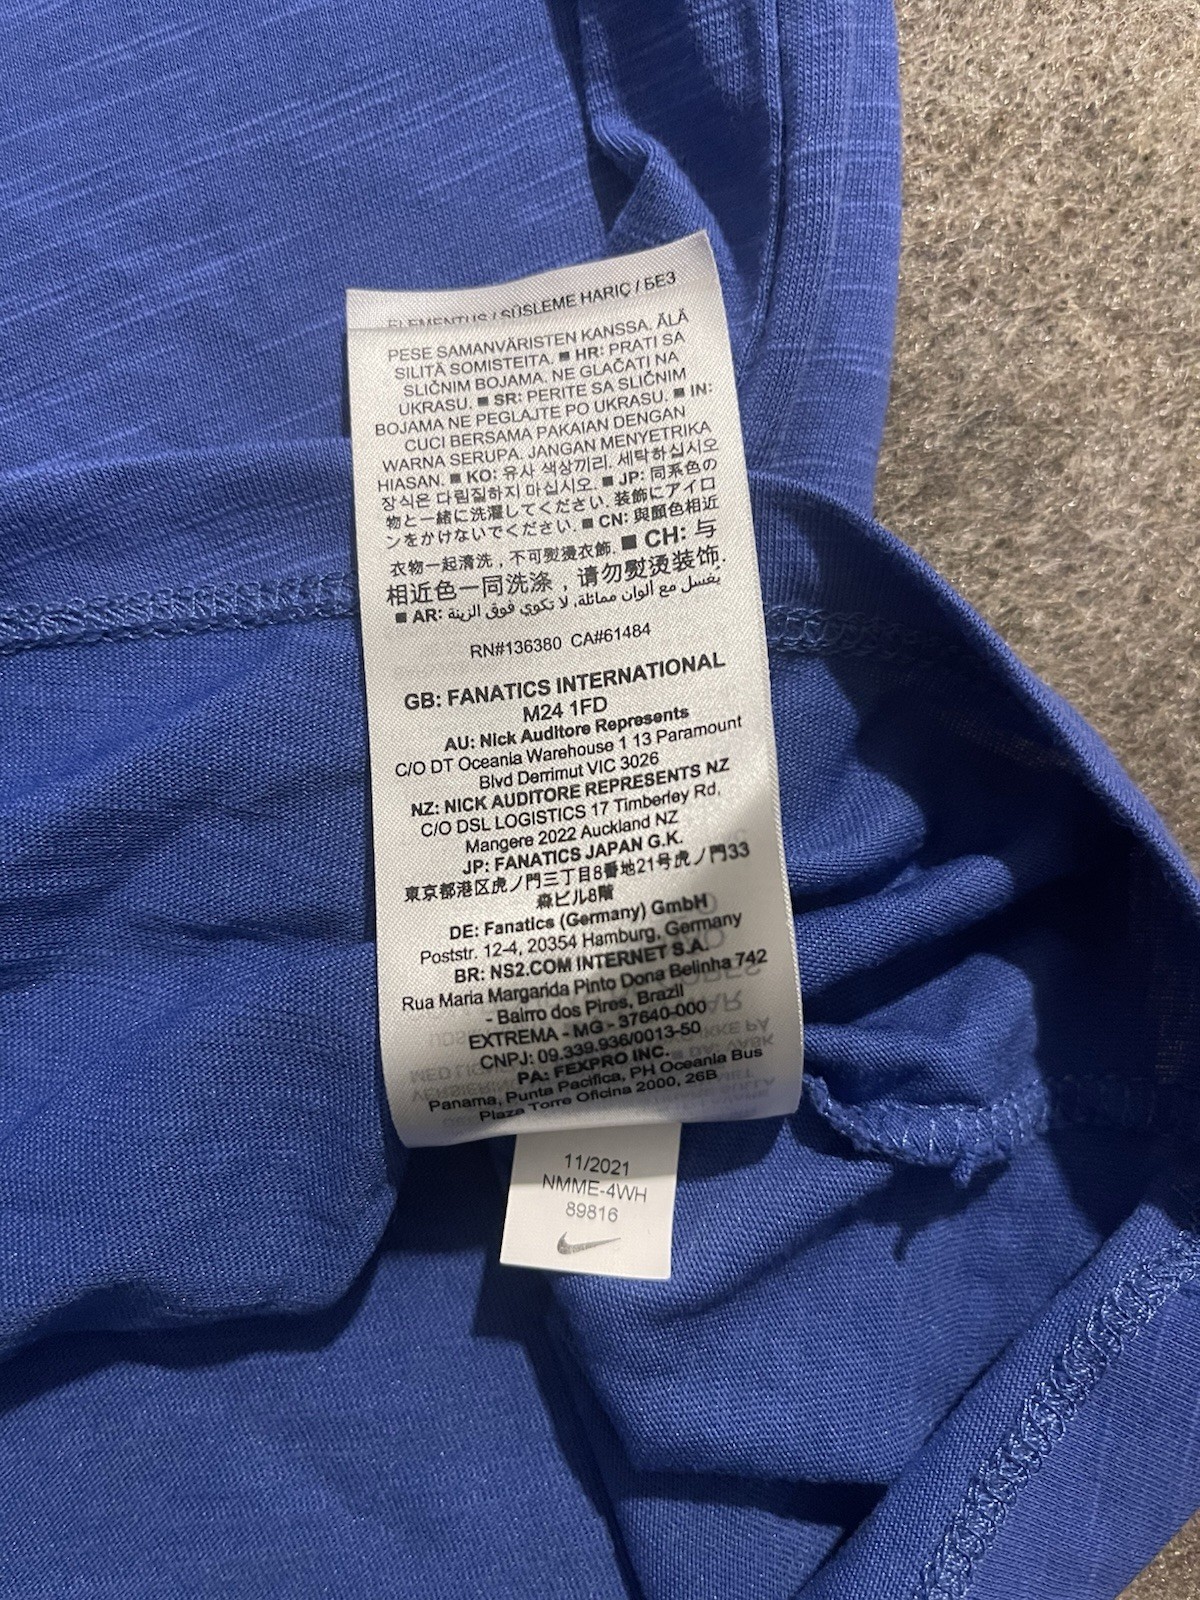 ELEMENTUS / SÜSLEME HARIÇ / БЕЗ
PESE SAMANVÄRISTEN KANSSA. ÄLÄ
SILITÄ SOMISTEITA. ■ HR: PRATI SA
SLIČNIM BOJAMA. NE GLAČATI NA
UKRASU. ■ SR: PERITE SA SLIČNIM
BOJAMA NE PEGLAJTE PO UKRASU. ■ IN:
CUCI BERSAMA PAKAIAN DENGAN
WARNA SERUPA. JANGAN MENYETRIKA
HIASAN. ■ KO: 유사 색상끼리. 세탁하십시오
장식은 다림질하지 마십시오. ■ JP: 同系色の
物と一緒に洗濯してください. 装飾にアイロ
ンをかけないでください. ■ CN: 與顏色相近
衣物一起清洗，不可熨燙衣飾. ■ CH: 与
相近色一同洗涤，请勿熨烫装饰.
■ AR: يغسل مع ألوان مماثلة، لا تكوي فوق الزينة
RN#136380 CA#61484
GB: FANATICS INTERNATIONAL
M24 1FD
AU: Nick Auditore Represents
C/O DT Oceania Warehouse 1 13 Paramount
Blvd Derrimut VIC 3026
NZ: NICK AUDITORE REPRESENTS NZ
C/O DSL LOGISTICS 17 Timberley Rd,
Mangere 2022 Auckland NZ
JP: FANATICS JAPAN G.K.
東京都港区虎ノ門三丁目8番地21号虎ノ門33
森ビル8階
DE: Fanatics (Germany) GmbH
Poststr. 12-4, 20354 Hamburg, Germany
BR: NS2.COM INTERNET S.A.
Rua Maria Margarida Pinto Dona Belinha 742
- Bairro dos Pires, Brazil
EXTREMA - MG - 37640-000
CNPJ: 09.339.936/0013-50
PA: FEXPRO INC.
Panama, Punta Pacifica, PH Oceania Bus
Plaza Torre Oficina 2000, 26B
11/2021
NMME-4WH
89816